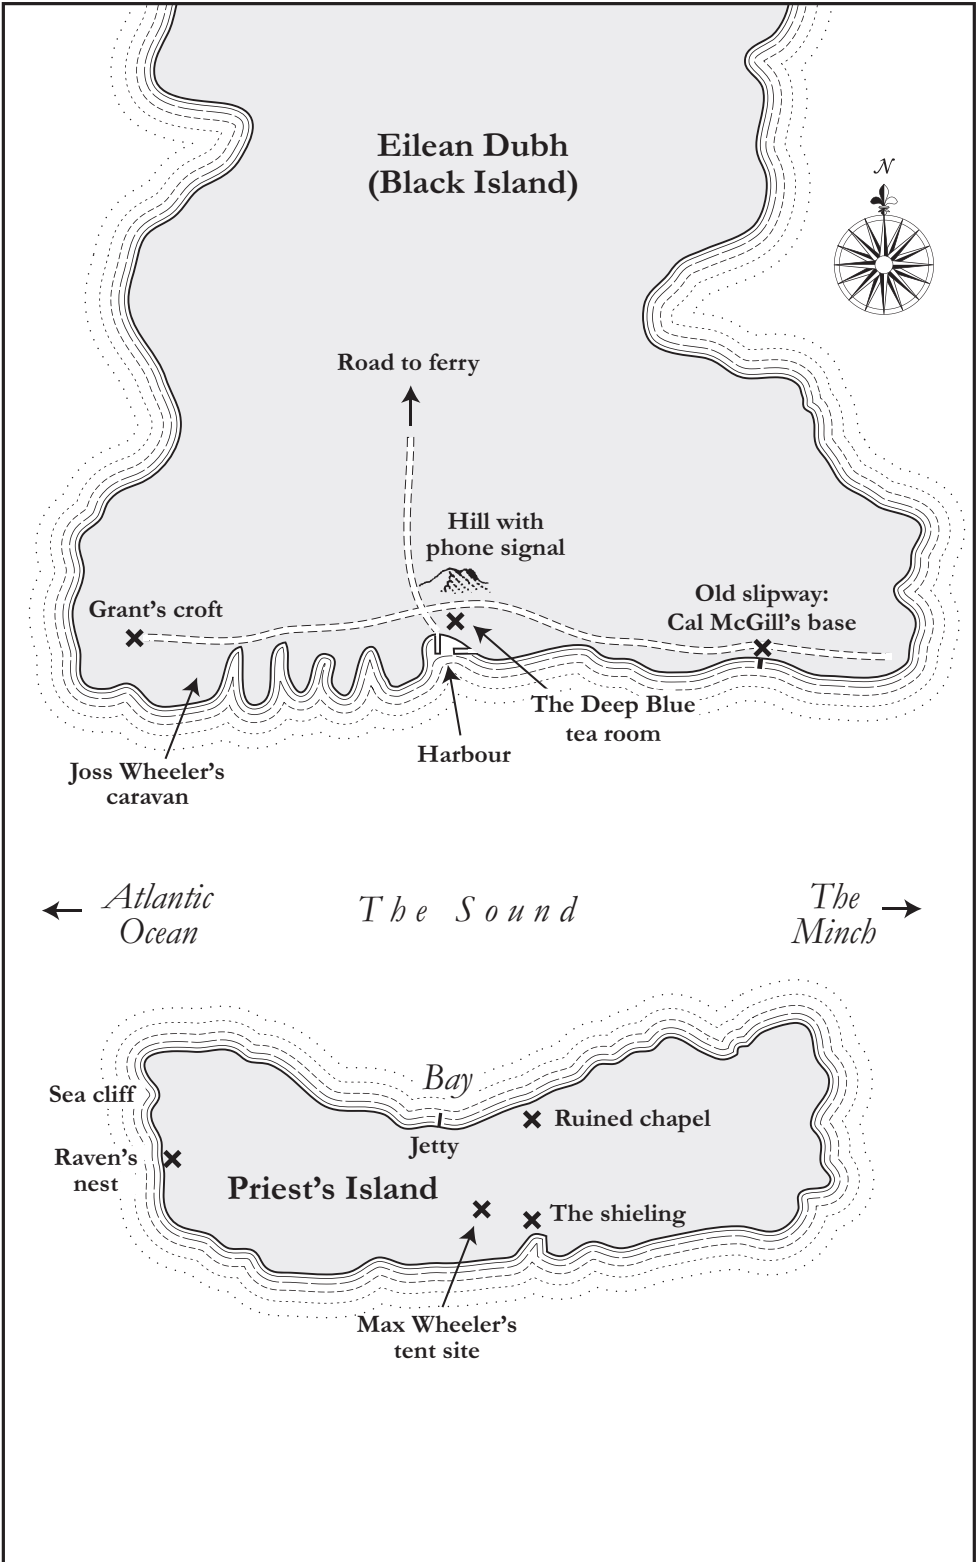 Eilean Dubh
(Black Island)
N
Road to ferry
Hill with
phone signal
Grant's croft
Old slipway:
Cal McGill's base
The Deep Blue
tea room
Harbour
Joss Wheeler's
caravan
Atlantic
Ocean
The Sound
The
Minch
Bay
Sea cliff
Ruined chapel
Jetty
Raven's
nest
Priest's Island
The shieling
Max Wheeler's
tent site